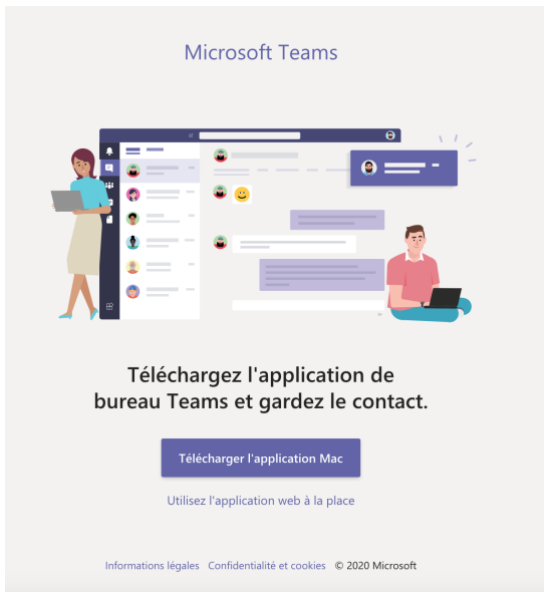 Microsoft Teams
Téléchargez l'application de
bureau Teams et gardez le contact.
Télécharger l'application Mac
Utilisez l'application web à la place
Informations légales Confidentialité et cookies © 2020 Microsoft